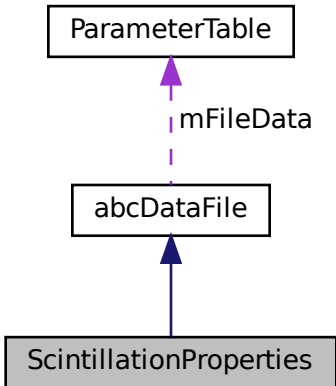 ParameterTable
mFileData
abcDataFile
ScintillationProperties